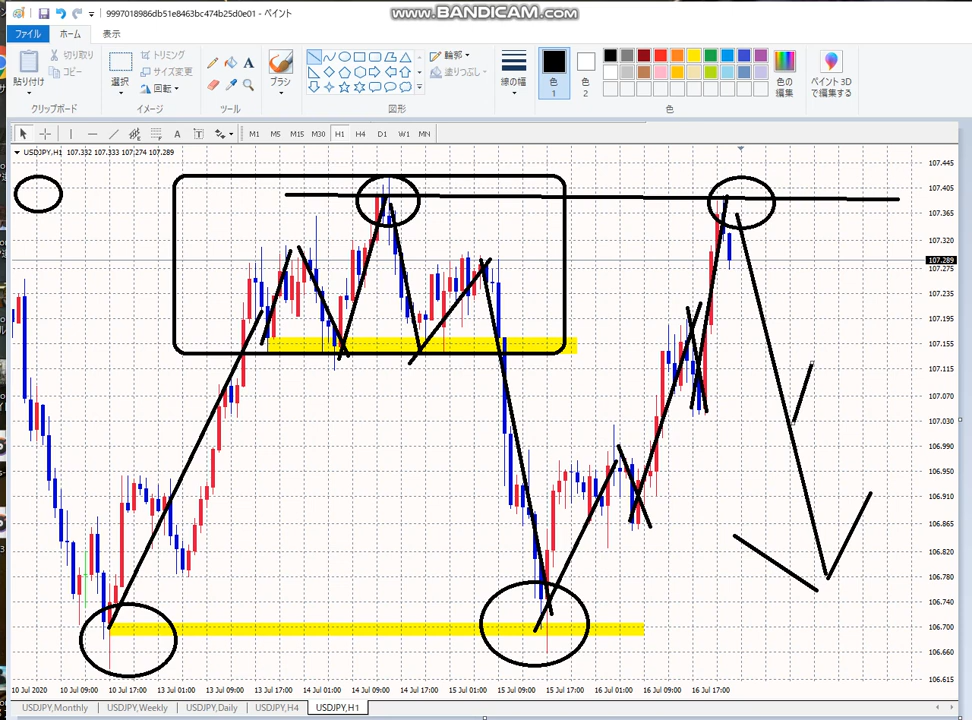 9997018986db51e8463bc474b25d0e01 - ペイント
www.BANDICAM.com
ファイル
ホーム
表示
貼り付け
切り取り
コピー
クリップボード
選択
トリミング
サイズ変更
回転
イメージ
A
ツール
ブラシ
輪郭
塗りつぶし
図形
線の幅
色
1
色
2
色の
編集
色
ペイント 3D
で編集する
A T M1 M5 M15 M30 H1 H4 D1 W1 MN
USDJPY,H1 107.332 107.333 107.274 107.289
107.445
107.405
107.365
107.320
107.289
107.275
107.235
107.195
107.155
107.115
107.070
107.030
106.990
106.950
106.910
106.865
106.820
106.780
106.740
106.700
106.660
106.615
10 Jul 2020
10 Jul 09:00
10 Jul 17:00
13 Jul 01:00
13 Jul 09:00
13 Jul 17:00
14 Jul 01:00
14 Jul 09:00
14 Jul 17:00
15 Jul 01:00
15 Jul 09:00
15 Jul 17:00
16 Jul 01:00
16 Jul 09:00
16 Jul 17:00
USDJPY,Monthly
USDJPY,Weekly
USDJPY,Daily
USDJPY,H4
USDJPY,H1